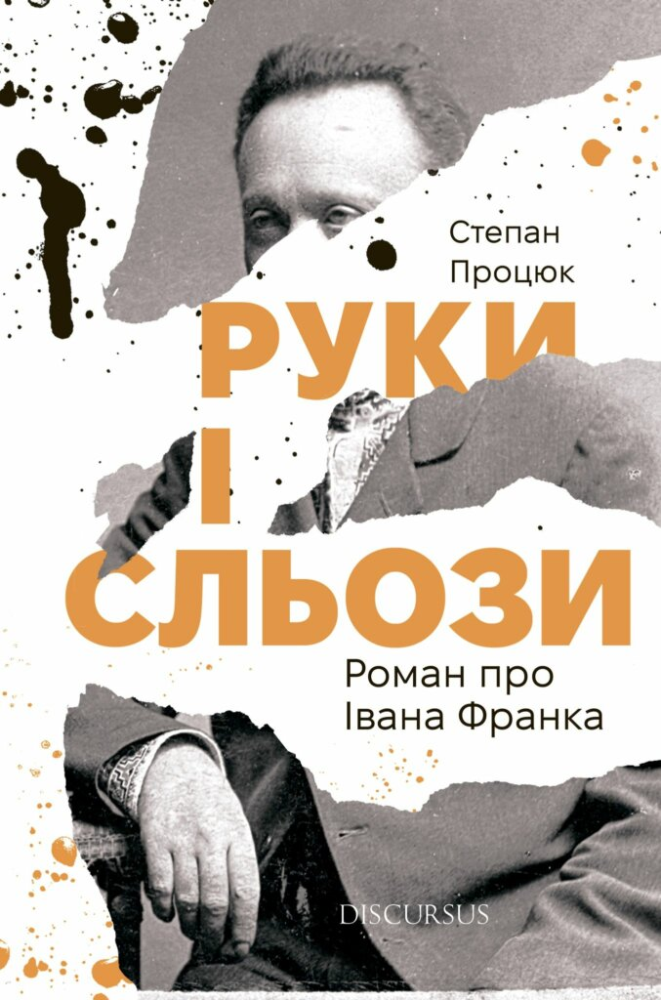 Степан
Процюк
РУКИ
І
СЛЬОЗИ
Роман про
Івана Франка
DISCURSUS